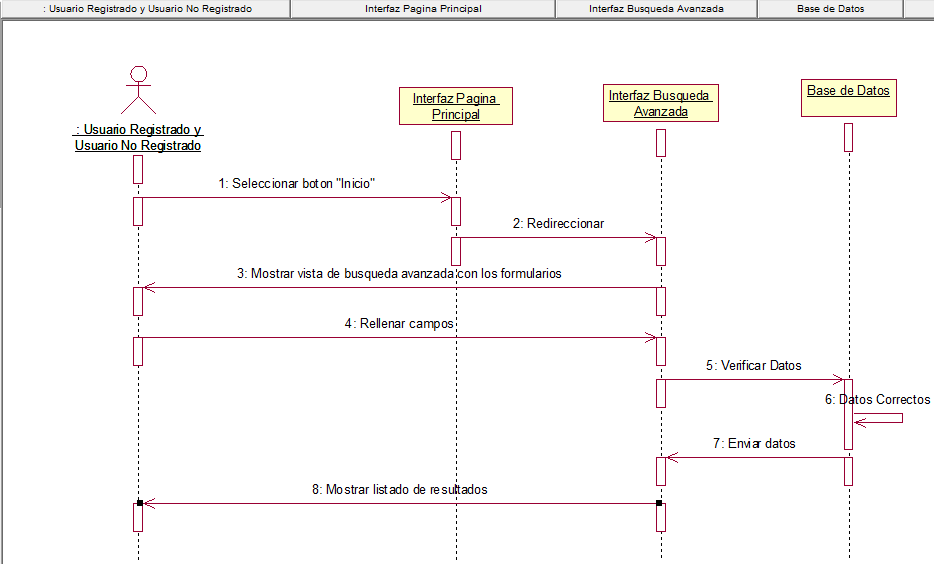 : Usuario Registrado y Usuario No Registrado
Interfaz Pagina Principal
Interfaz Busqueda Avanzada
Base de Datos
: Usuario Registrado y
Usuario No Registrado
Interfaz Pagina
Principal
Interfaz Busqueda
Avanzada
Base de Datos
1: Seleccionar boton "Inicio"
2: Redireccionar
3: Mostrar vista de busqueda avanzada con los formularios
4: Rellenar campos
5: Verificar Datos
6: Datos Correctos
7: Enviar datos
8: Mostrar listado de resultados